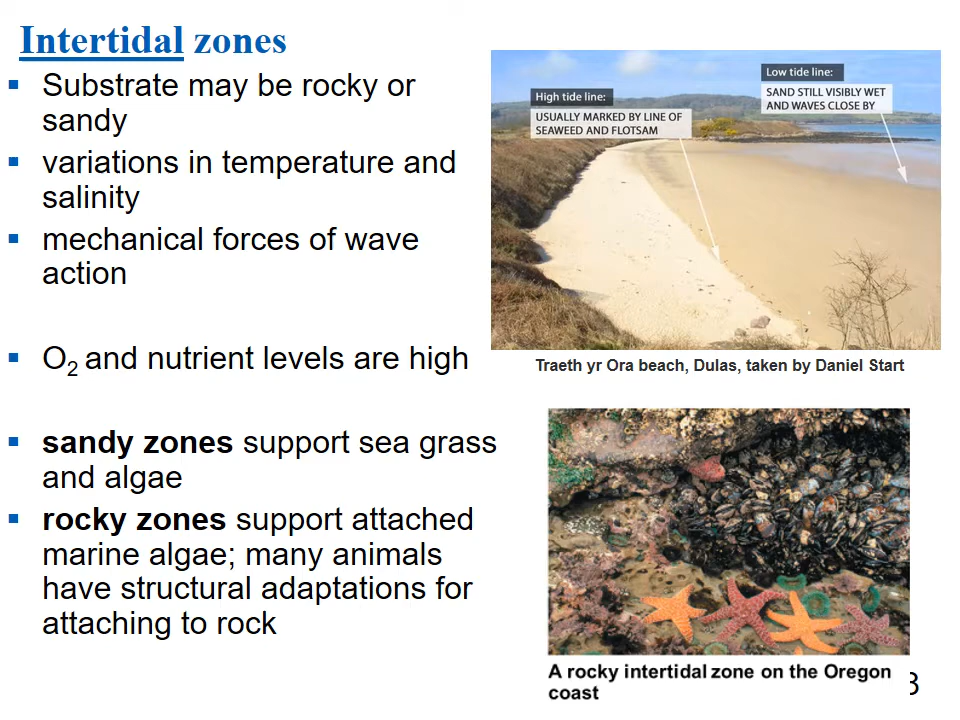 Intertidal zones
▪ Substrate may be rocky or
sandy
▪ variations in temperature and
salinity
▪ mechanical forces of wave
action
▪ O₂ and nutrient levels are high
▪ sandy zones support sea grass
and algae
▪ rocky zones support attached
marine algae; many animals
have structural adaptations for
attaching to rock
High tide line:
USUALLY MARKED BY LINE OF
SEAWEED AND FLOTSAM
Low tide line:
SAND STILL VISIBLY WET
AND WAVES CLOSE BY
Traeth yr Ora beach, Dulas, taken by Daniel Start
A rocky intertidal zone on the Oregon
coast